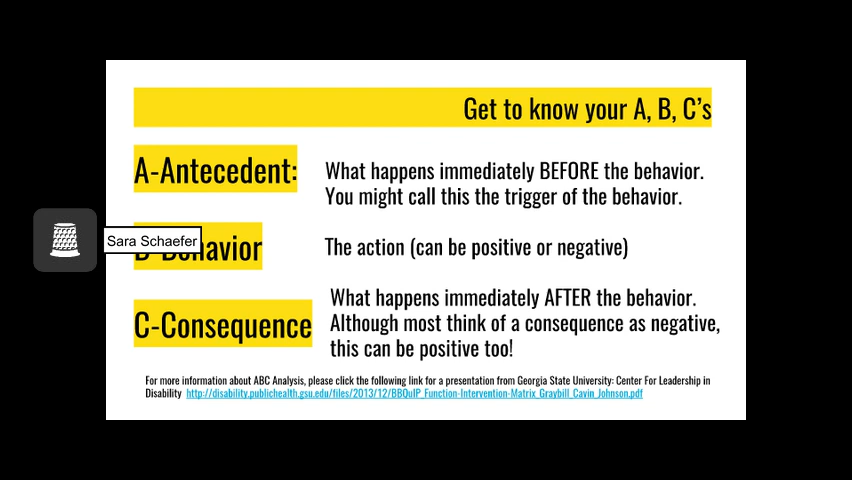 Get to know your A, B, C’s
A-Antecedent:
What happens immediately BEFORE the behavior.
You might call this the trigger of the behavior.
Sara Schaefer
B-Behavior
The action (can be positive or negative)
C-Consequence
What happens immediately AFTER the behavior.
Although most think of a consequence as negative,
this can be positive too!
For more information about ABC Analysis, please click the following link for a presentation from Georgia State University: Center For Leadership in
Disability http://disability.publichealth.gsu.edu/files/2013/12/BBQuIP_Function-Intervention-Matrix_Graybill_Cavin_Johnson.pdf